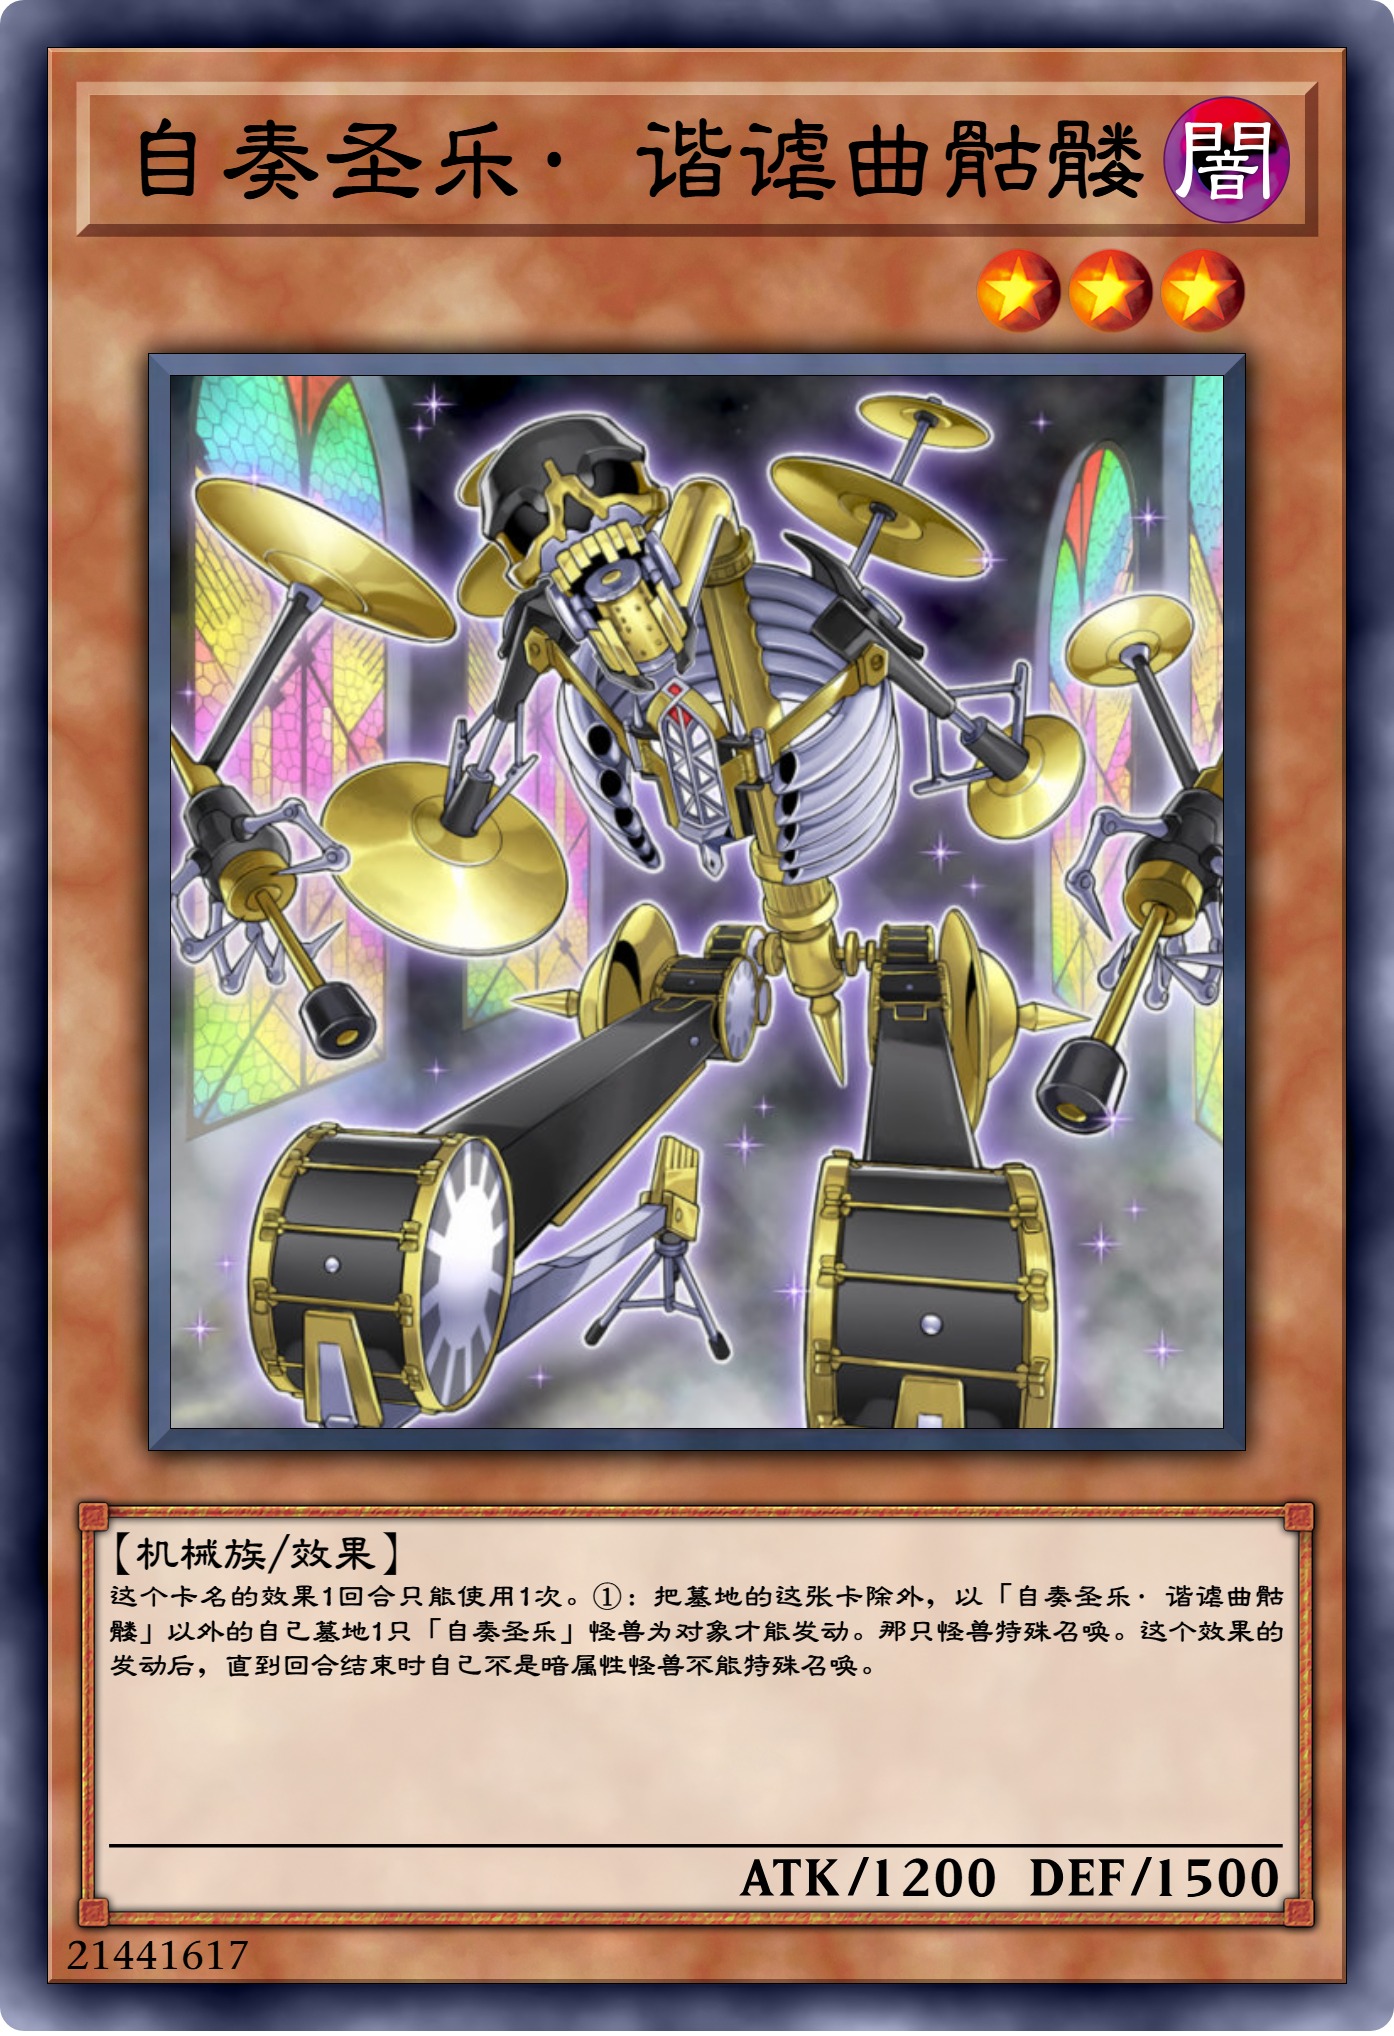 自奏圣乐·谐谑曲骷髅 闇
【机械族/效果】
这个卡名的效果1回合只能使用1次。①：把墓地的这张卡除外，以「自奏圣乐·谐谑曲骷
髅」以外的自己墓地1只「自奏圣乐」怪兽为对象才能发动。那只怪兽特殊召唤。这个效果的
发动后，直到回合结束时自己不是暗属性怪兽不能特殊召唤。
ATK/1200 DEF/1500
21441617